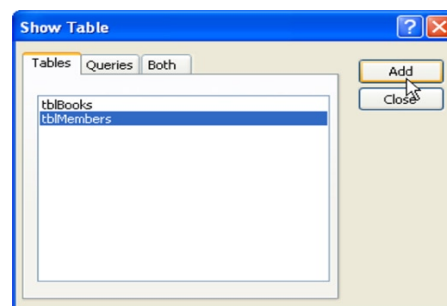 Show Table
Tables Queries Both
Add
Close
tblBooks
tblMembers